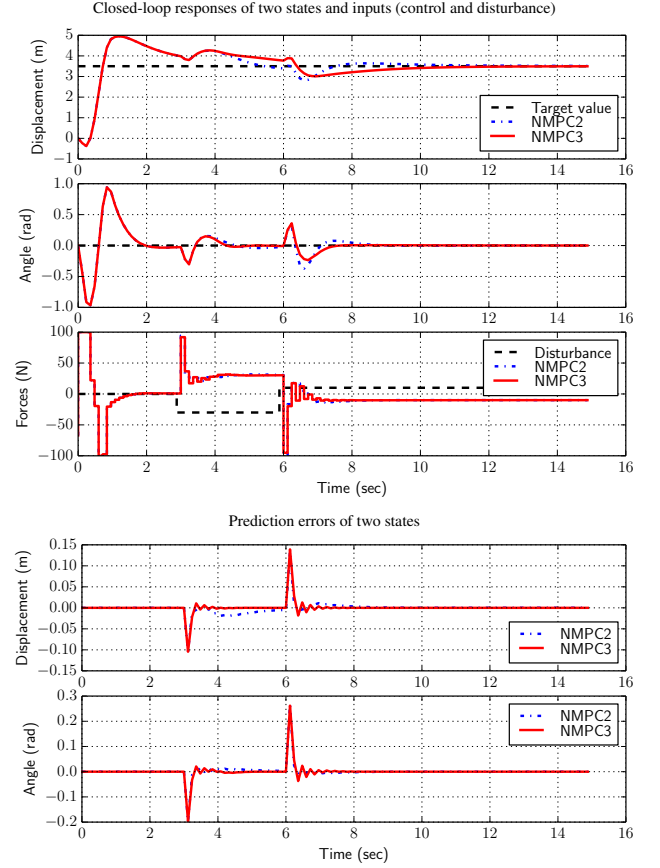 Closed-loop responses of two states and inputs (control and disturbance)
5
4
3
2
1
0
−1
Displacement (m)
Target value
NMPC2
NMPC3
0 2 4 6 8 10 12 14 16
1.0
0.5
0.0
−0.5
−1.0
Angle (rad)
0 2 4 6 8 10 12 14 16
100
50
0
−50
−100
Forces (N)
Disturbance
NMPC2
NMPC3
0 2 4 6 8 10 12 14 16
Time (sec)
Prediction errors of two states
0.15
0.10
0.05
0.00
−0.05
−0.10
−0.15
Displacement (m)
NMPC2
NMPC3
0 2 4 6 8 10 12 14 16
Time (sec)
0.3
0.2
0.1
0.0
−0.1
−0.2
Angle (rad)
NMPC2
NMPC3
0 2 4 6 8 10 12 14 16
Time (sec)